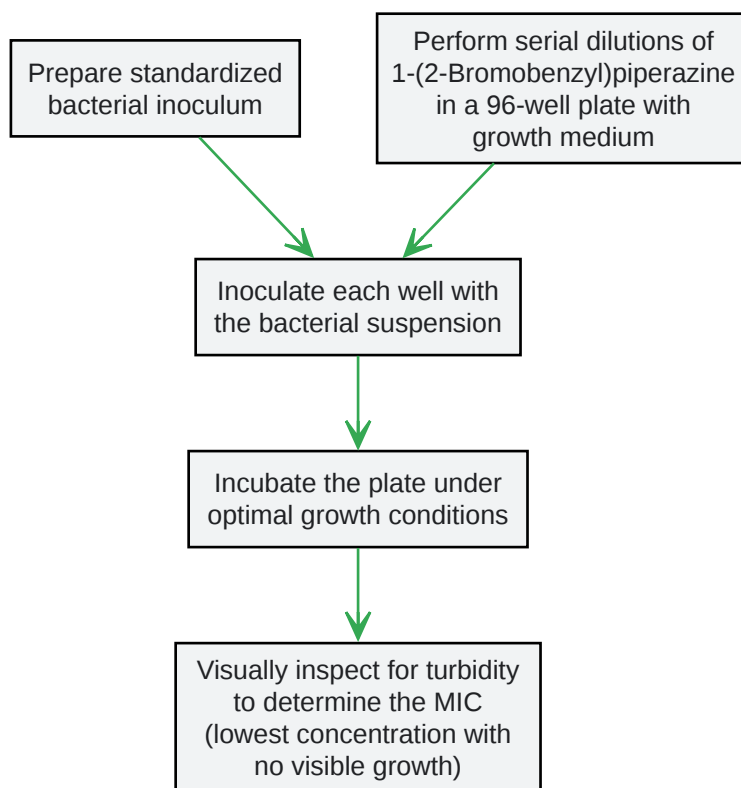 Prepare standardized
bacterial inoculum
Perform serial dilutions of
1-(2-Bromobenzyl)piperazine
in a 96-well plate with
growth medium
Inoculate each well with
the bacterial suspension
Incubate the plate under
optimal growth conditions
Visually inspect for turbidity
to determine the MIC
(lowest concentration with
no visible growth)